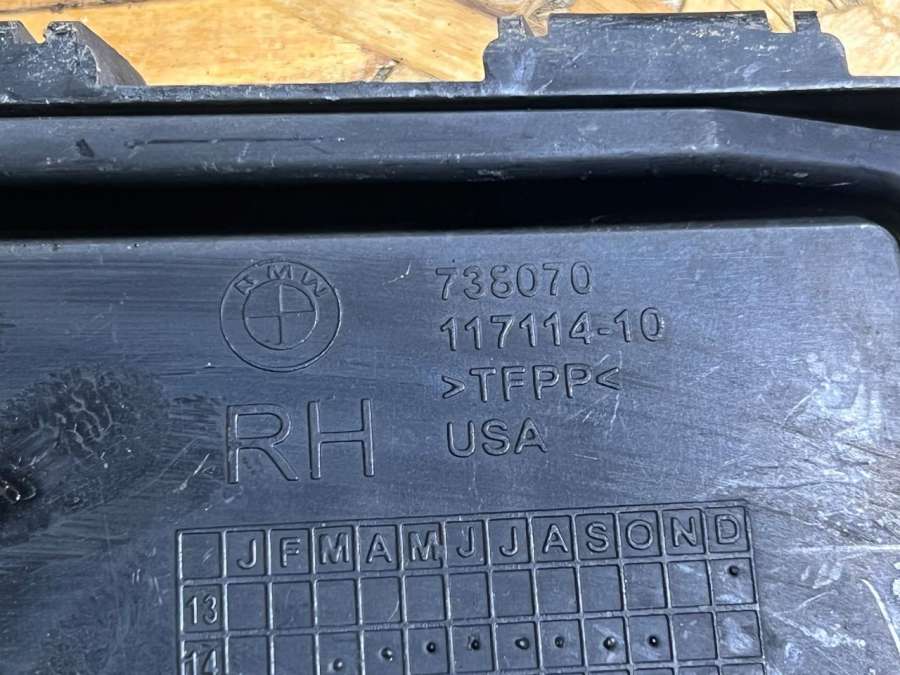 BMW
738070
117114-10
>TFPP<
RH
USA
J F M A M J J A S O N D
13
14